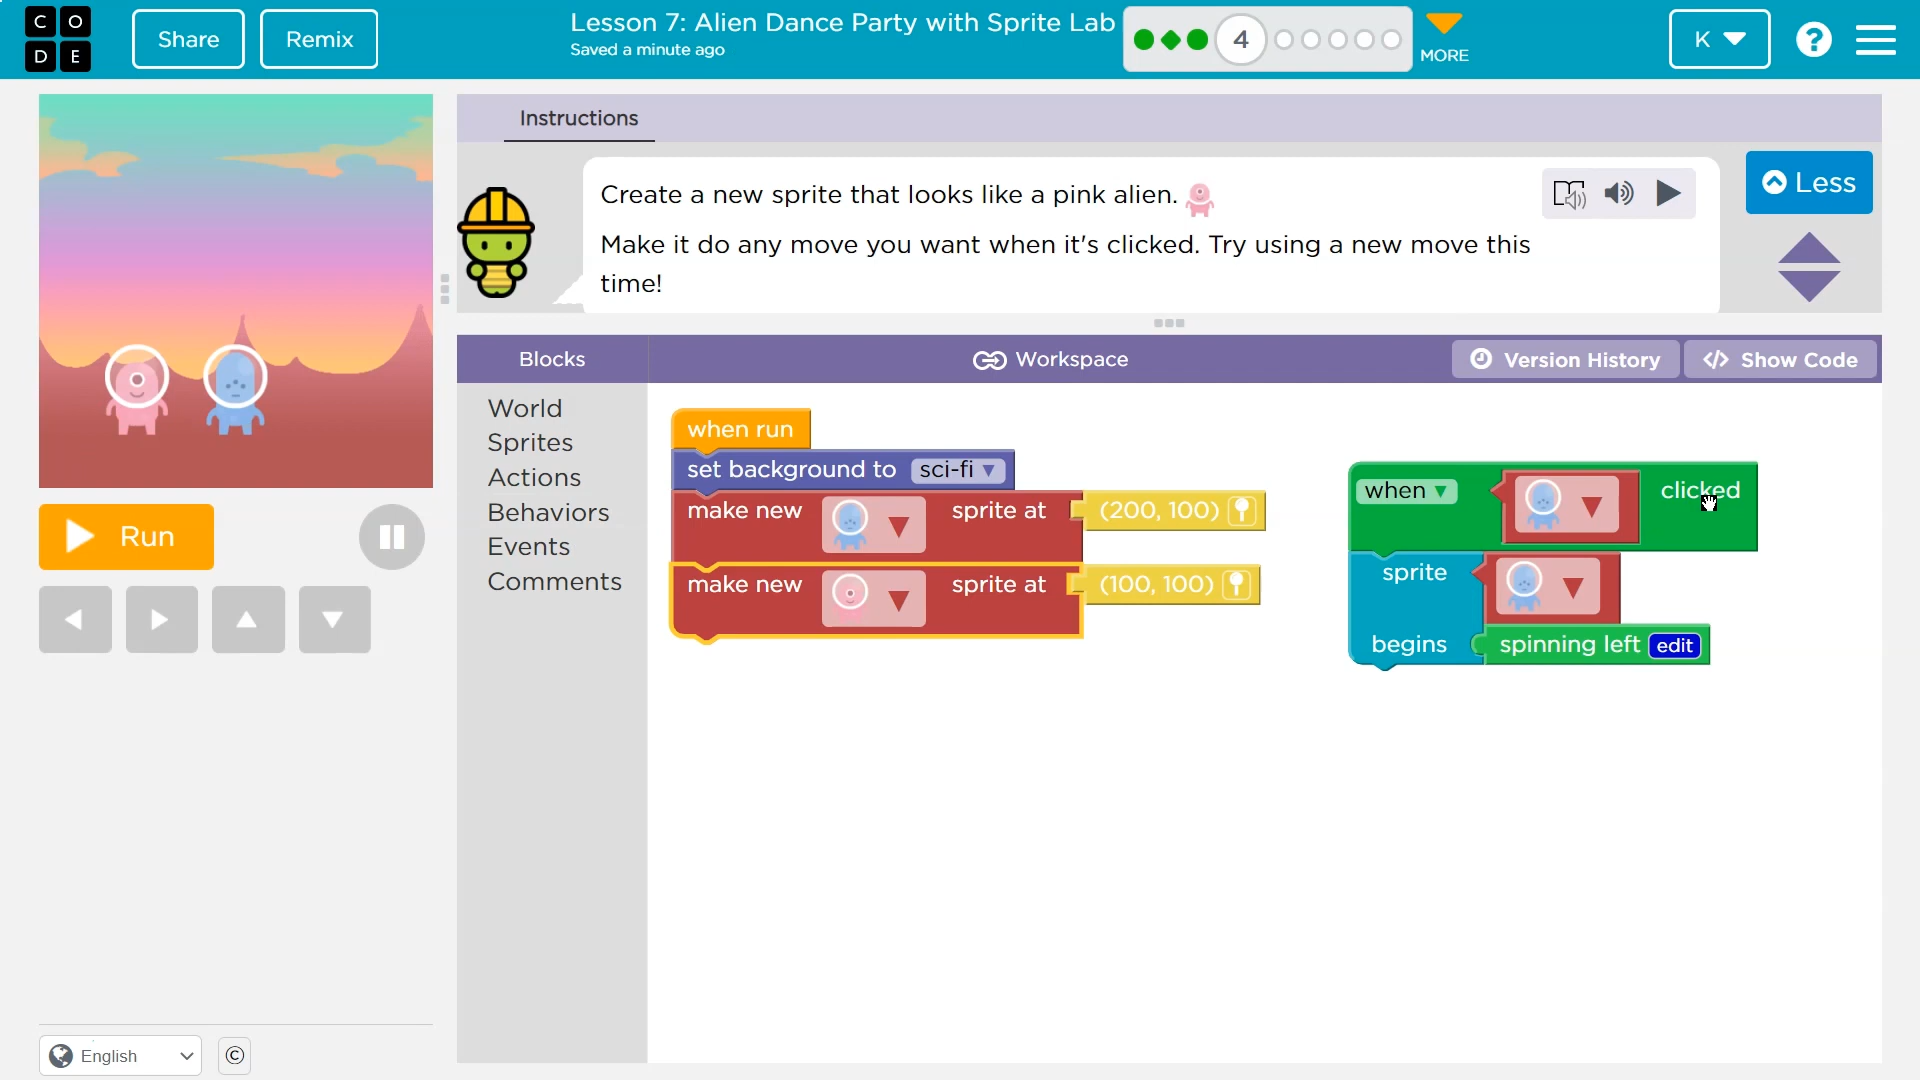 C O
D E
Share
Remix
Lesson 7: Alien Dance Party with Sprite Lab
Saved a minute ago
4
MORE
K
?
Instructions
Create a new sprite that looks like a pink alien.
Make it do any move you want when it's clicked. Try using a new move this
time!
Less
Run
Blocks
Workspace
Version History
</> Show Code
World
Sprites
Actions
Behaviors
Events
Comments
when run
set background to sci-fi
make new sprite at (200, 100)
make new sprite at (100, 100)
when clicked
sprite
begins spinning left edit
English
©